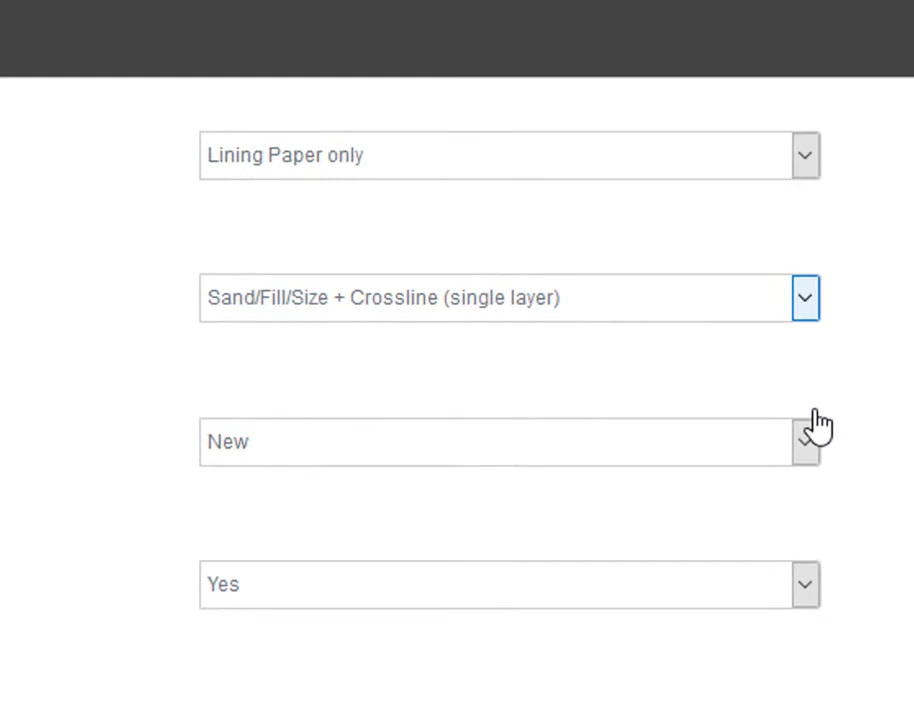 Lining Paper only
Sand/Fill/Size + Crossline (single layer)
New
Yes